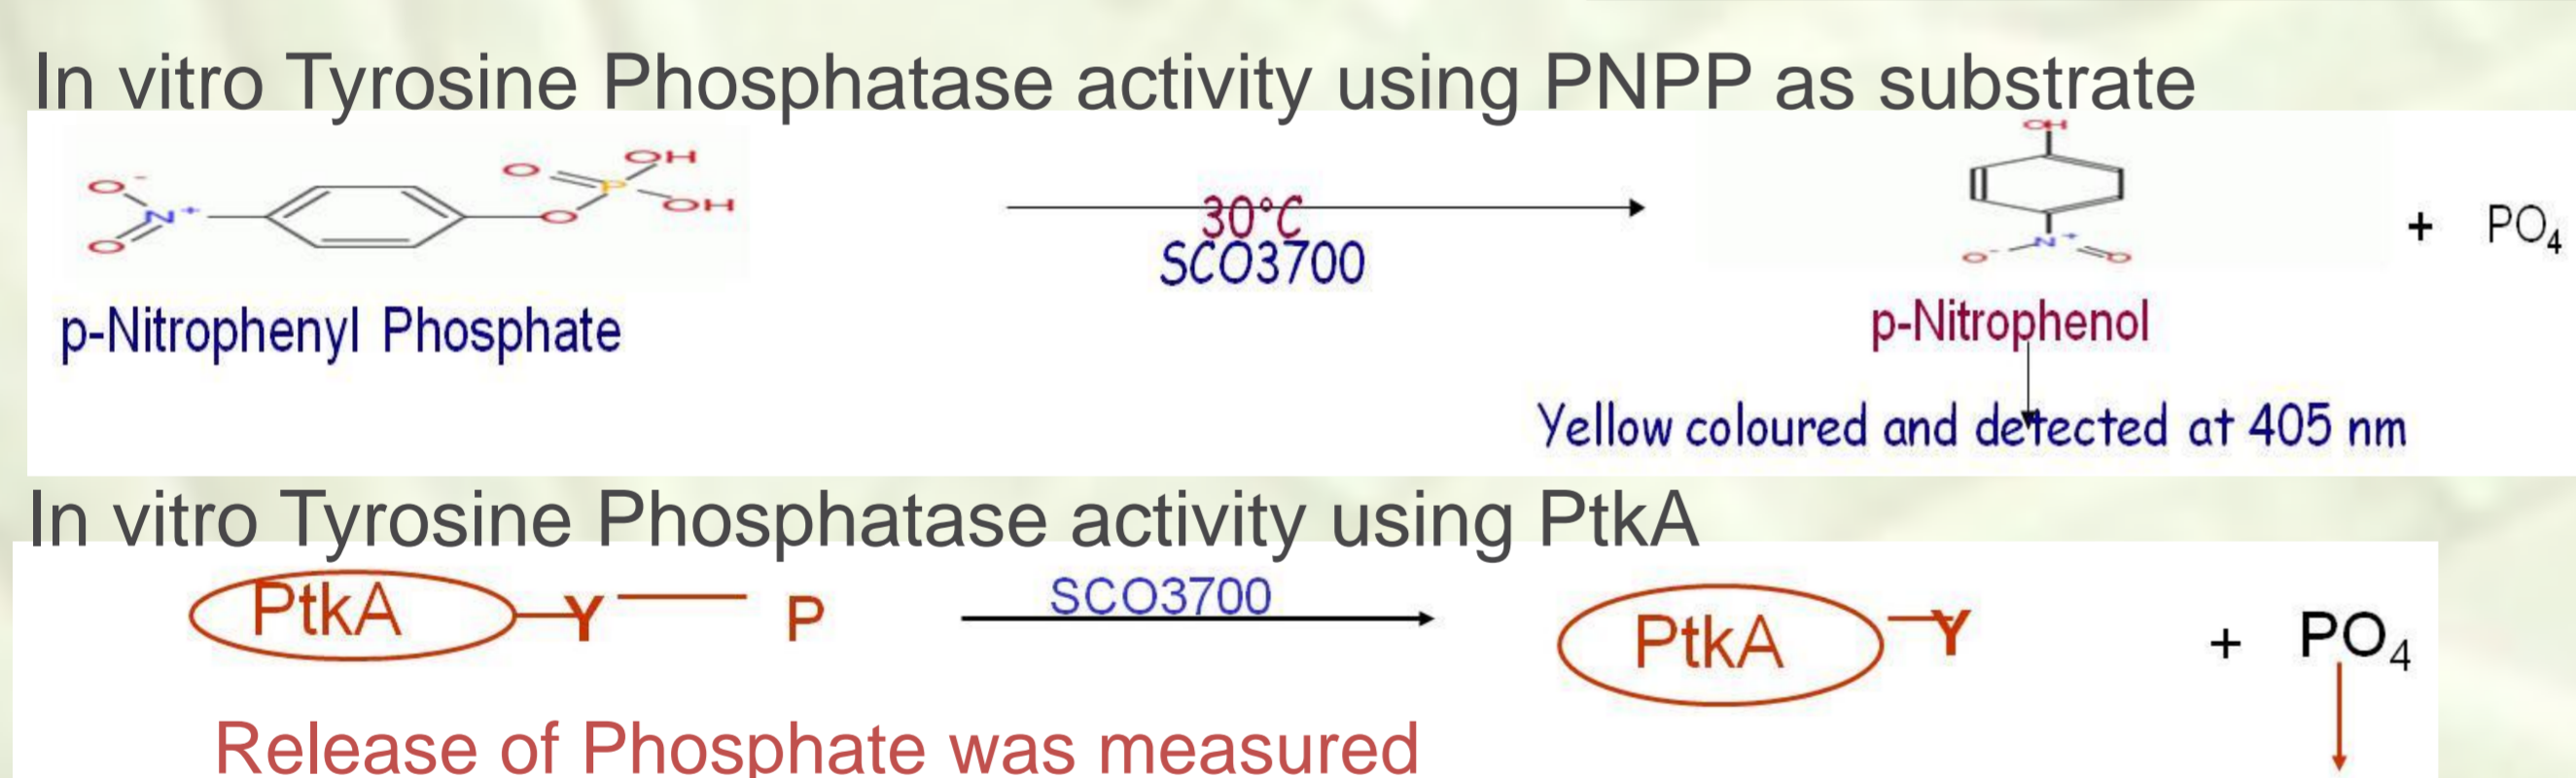 In vitro Tyrosine Phosphatase activity using PNPP as substrate
O⁻ N⁺ O O P OH OH O
30°C
SCO3700
OH N⁺ O⁻ O
+ PO₄
p-Nitrophenyl Phosphate
p-Nitrophenol
Yellow coloured and detected at 405 nm
In vitro Tyrosine Phosphatase activity using PtkA
PtkA Y P
SCO3700
PtkA Y
+ PO₄
Release of Phosphate was measured